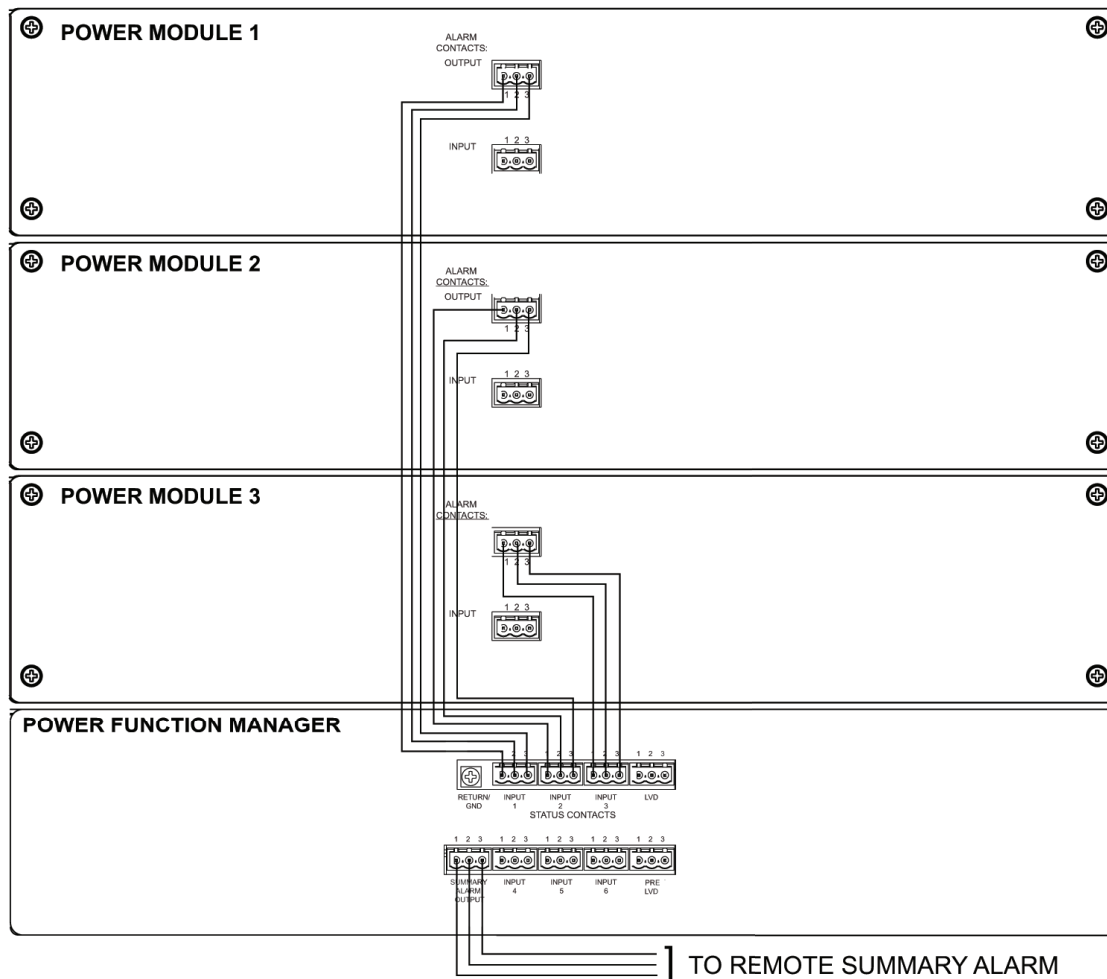 POWER MODULE 1
ALARM
CONTACTS:
OUTPUT
1 2 3
1 2 3
INPUT
POWER MODULE 2
ALARM
CONTACTS:
OUTPUT
1 2 3
1 2 3
INPUT
POWER MODULE 3
ALARM
CONTACTS:
1 2 3
1 2 3
INPUT
POWER FUNCTION MANAGER
2 3 1 2 3 1 2 3 1 2 3
RETURN/
GND
INPUT
1
INPUT
2
INPUT
3
LVD
STATUS CONTACTS
1 2 3 1 2 3 1 2 3 1 2 3 1 2 3
SUMMARY
ALARM
OUTPUT
INPUT
4
INPUT
5
INPUT
6
PRE
LVD
TO REMOTE SUMMARY ALARM